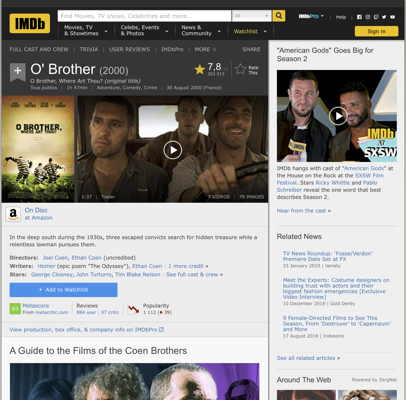 IMDb
Find Movies, TV shows, Celebrities and more...
All
IMDbPro
Help
Movies, TV
& Showtimes
Celebs, Events
& Photos
News &
Community
Watchlist
Sign in
FULL CAST AND CREW | TRIVIA | USER REVIEWS | IMDbPro | MORE
SHARE
O' Brother (2000)
O Brother, Where Art Thou? (original title)
Tous publics | 1h 47min | Adventure, Comedy, Crime | 30 August 2000 (France)
7,8
Rate
This
O BROTHER,
WHERE ART THOU?
1:37 | Trailer
7 VIDEOS | 79 IMAGES
On Disc
at Amazon
In the deep south during the 1930s, three escaped convicts search for hidden treasure while a
relentless lawman pursues them.
Directors: Joel Coen, Ethan Coen (uncredited)
Writers: Homer (epic poem "The Odyssey"), Ethan Coen | 1 more credit »
Stars: George Clooney, John Turturro, Tim Blake Nelson | See full cast & crew »
+ Add to Watchlist
69
Metascore
From metacritic.com
Reviews
884 user | 97 critic
Popularity
1 112 (39)
View production, box office, & company info on IMDbPro
A Guide to the Films of the Coen Brothers
"American Gods" Goes Big for
Season 2
IMDb
AT
SXSW
IMDb hangs with cast of "American Gods" at
the House on the Rock at the SXSW Film
Festival. Stars Ricky Whittle and Pablo
Schreiber reveal the one word that best
describes Season 2.
Hear from the cast »
Related News
TV News Roundup: 'Fosse/Verdon'
Premiere Date Set at FX
23 January 2019 | Variety
Meet the Experts: Costume designers on
building trust with actors and their
biggest fashion emergencies [Exclusive
Video Interview]
10 December 2018 | Gold Derby
9 Female-Directed Films to See This
Season, From 'Destroyer' to 'Capernaum'
and More
17 August 2018 | Indiewire
See all related articles »
Around The Web | Powered by ZergNet